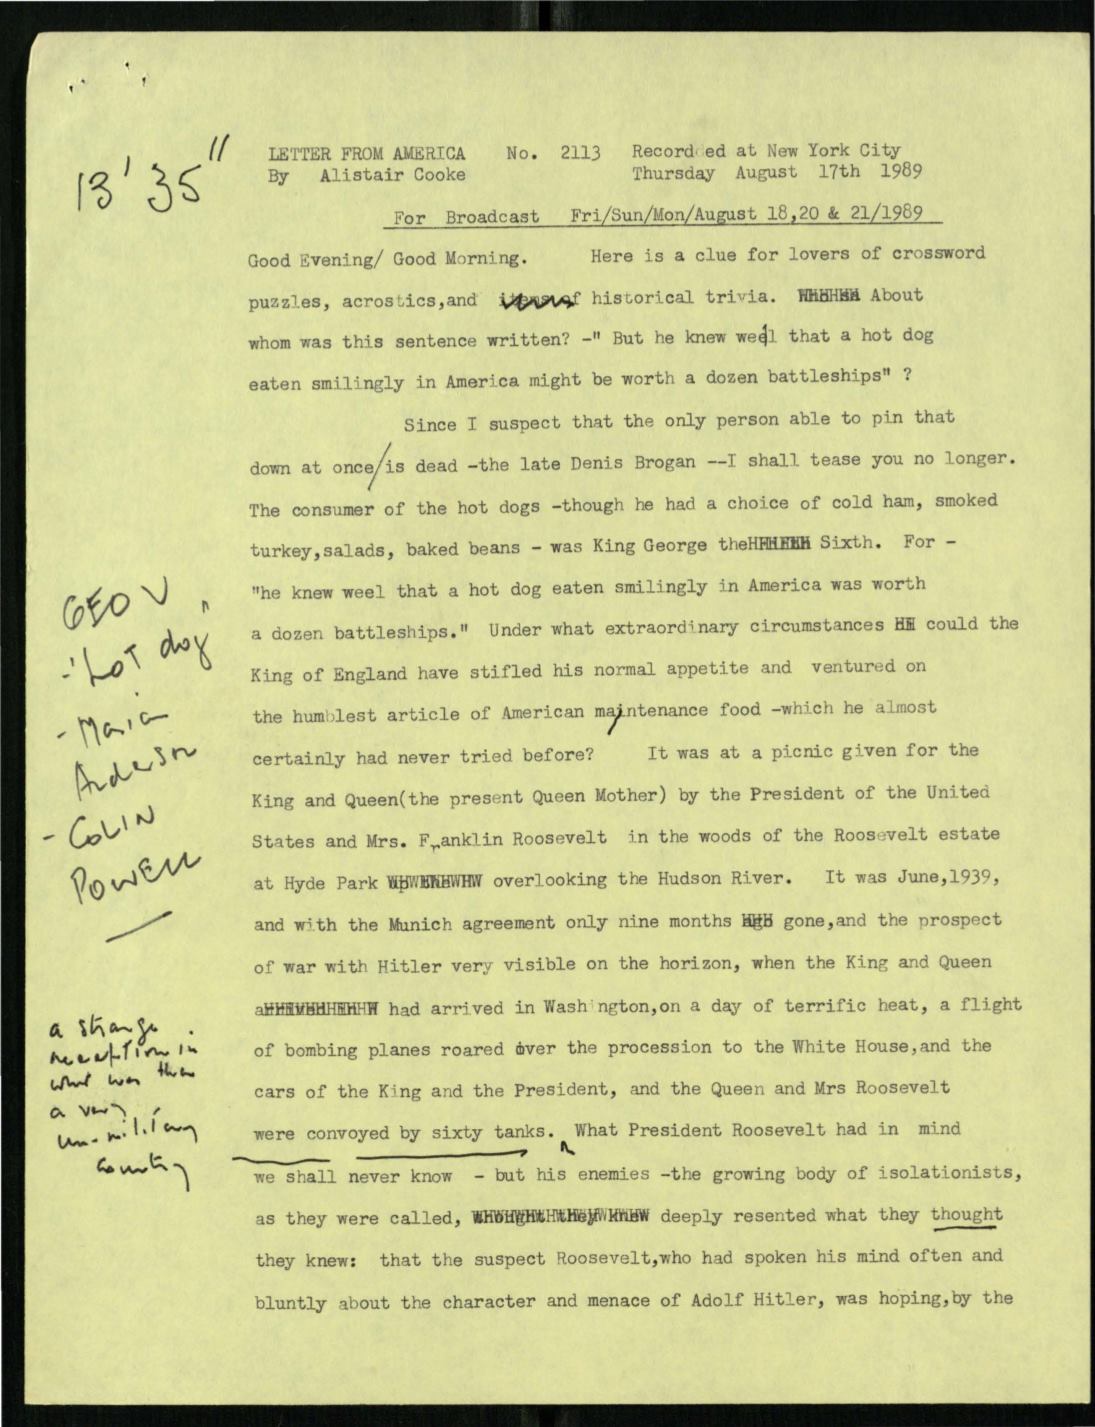 13' 35"
LETTER FROM AMERICA No. 2113 Recorded at New York City
By Alistair Cooke Thursday August 17th 1989
For Broadcast Fri/Sun/Mon/August 18,20 & 21/1989
Good Evening/ Good Morning. Here is a clue for lovers of crossword
puzzles, acrostics,and historical trivia. About
whom was this sentence written? -" But he knew weel that a hot dog
eaten smilingly in America might be worth a dozen battleships" ?
Since I suspect that the only person able to pin that
down at once/is dead -the late Denis Brogan --I shall tease you no longer.
The consumer of the hot dogs -though he had a choice of cold ham, smoked
turkey,salads, baked beans - was King George the Sixth. For -
"he knew weel that a hot dog eaten smilingly in America was worth
a dozen battleships." Under what extraordinary circumstances could the
King of England have stifled his normal appetite and ventured on
the humblest article of American maintenance food -which he almost
certainly had never tried before? It was at a picnic given for the
King and Queen(the present Queen Mother) by the President of the United
States and Mrs. Franklin Roosevelt in the woods of the Roosevelt estate
at Hyde Park overlooking the Hudson River. It was June,1939,
and with the Munich agreement only nine months gone,and the prospect
of war with Hitler very visible on the horizon, when the King and Queen
had arrived in Washington,on a day of terrific heat, a flight
of bombing planes roared over the procession to the White House,and the
cars of the King and the President, and the Queen and Mrs Roosevelt
were convoyed by sixty tanks. What President Roosevelt had in mind
we shall never know - but his enemies -the growing body of isolationists,
as they were called, deeply resented what they thought
they knew: that the suspect Roosevelt,who had spoken his mind often and
bluntly about the character and menace of Adolf Hitler, was hoping,by the
GEO V
- 'hot dog"
- Maria
Anderson
- COLIN
POWELL
a strange
reception in
what was then
a very
un-military
country